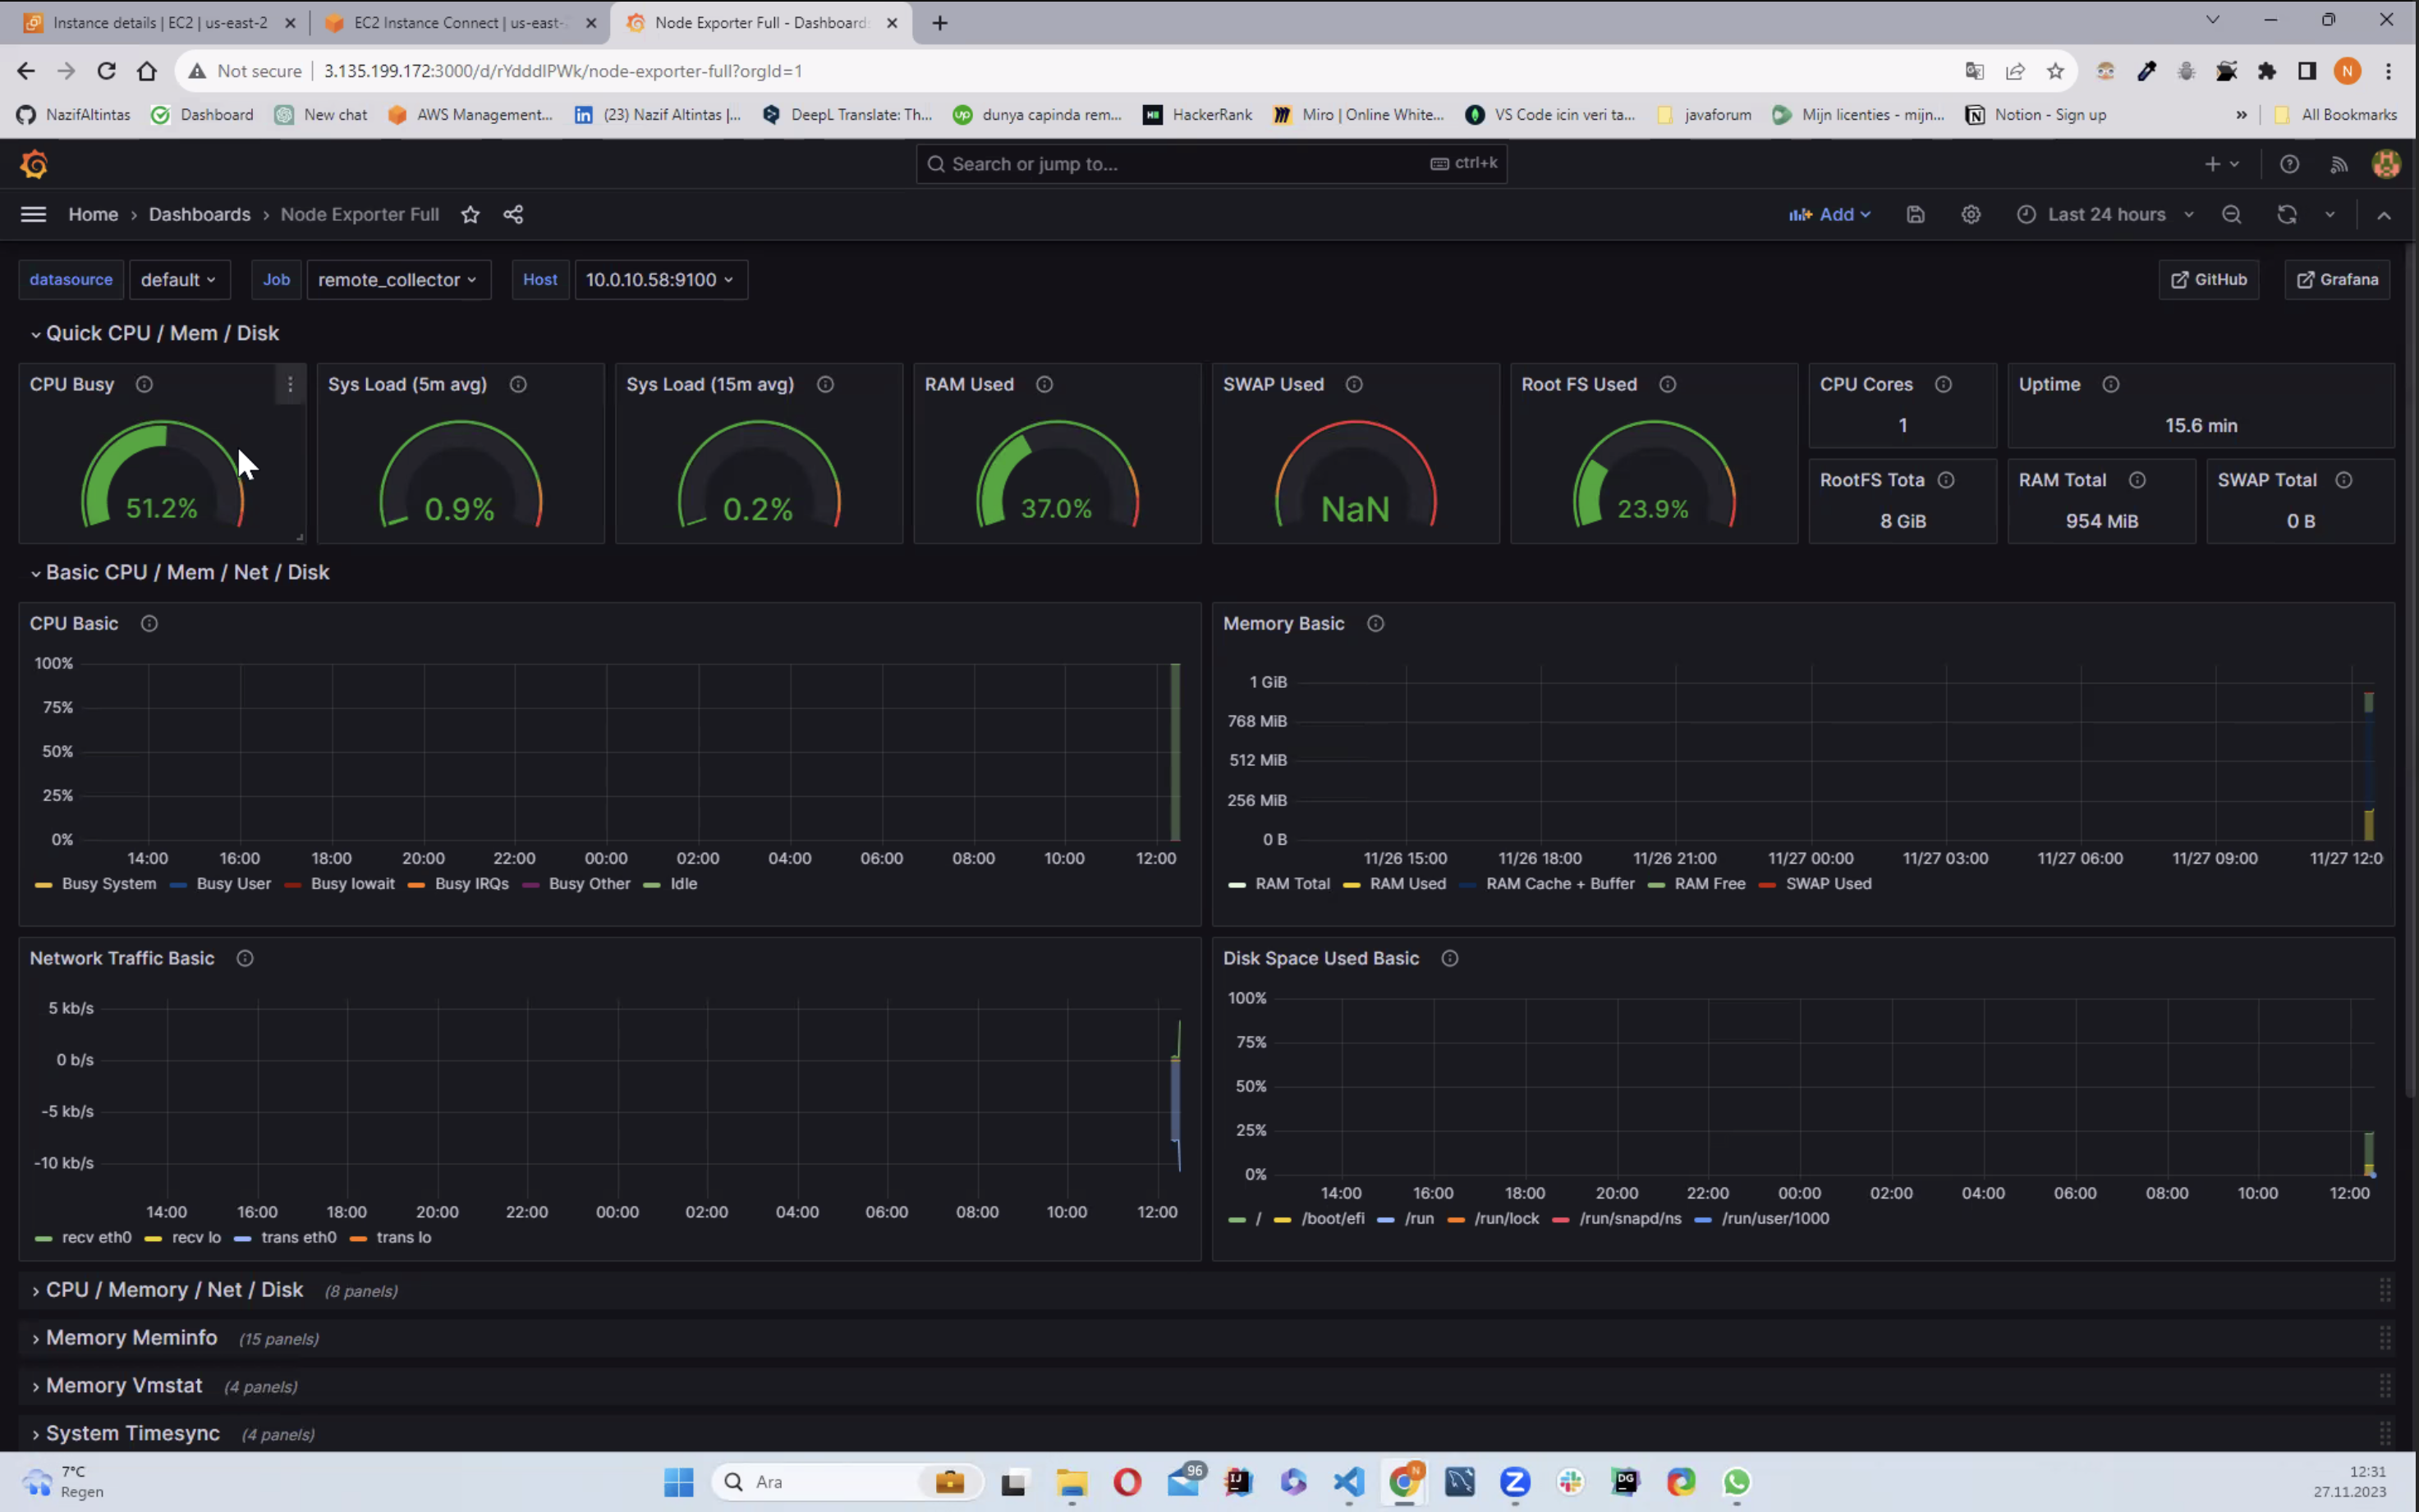 Instance details | EC2 | us-east-2
EC2 Instance Connect | us-east-
Node Exporter Full - Dashboard
Not secure 3.135.199.172:3000/d/rYdddlPWk/node-exporter-full?orgId=1
N
NazifAltintas Dashboard New chat AWS Management... (23) Nazif Altintas |... DeepL Translate: Th... dunya capinda rem... HackerRank Miro | Online White... VS Code icin veri ta... javaforum Mijn licenties - mijn... Notion - Sign up » All Bookmarks
Search or jump to... ctrl+k
Home › Dashboards › Node Exporter Full
Add Last 24 hours
datasource default Job remote_collector Host 10.0.10.58:9100 GitHub Grafana
Quick CPU / Mem / Disk
CPU Busy
51.2%
Sys Load (5m avg)
0.9%
Sys Load (15m avg)
0.2%
RAM Used
37.0%
SWAP Used
NaN
Root FS Used
23.9%
CPU Cores
1
Uptime
15.6 min
RootFS Tota
8 GiB
RAM Total
954 MiB
SWAP Total
0 B
Basic CPU / Mem / Net / Disk
CPU Basic
100%
75%
50%
25%
0%
14:00 16:00 18:00 20:00 22:00 00:00 02:00 04:00 06:00 08:00 10:00 12:00
Busy System Busy User Busy Iowait Busy IRQs Busy Other Idle
Memory Basic
1 GiB
768 MiB
512 MiB
256 MiB
0 B
11/26 15:00 11/26 18:00 11/26 21:00 11/27 00:00 11/27 03:00 11/27 06:00 11/27 09:00 11/27 12:0
RAM Total RAM Used RAM Cache + Buffer RAM Free SWAP Used
Network Traffic Basic
5 kb/s
0 b/s
-5 kb/s
-10 kb/s
14:00 16:00 18:00 20:00 22:00 00:00 02:00 04:00 06:00 08:00 10:00 12:00
recv eth0 recv lo trans eth0 trans lo
Disk Space Used Basic
100%
75%
50%
25%
0%
14:00 16:00 18:00 20:00 22:00 00:00 02:00 04:00 06:00 08:00 10:00 12:00
/ /boot/efi /run /run/lock /run/snapd/ns /run/user/1000
CPU / Memory / Net / Disk (8 panels)
Memory Meminfo (15 panels)
Memory Vmstat (4 panels)
System Timesync (4 panels)
7°C
Regen
Ara
96
12:31
27.11.2023